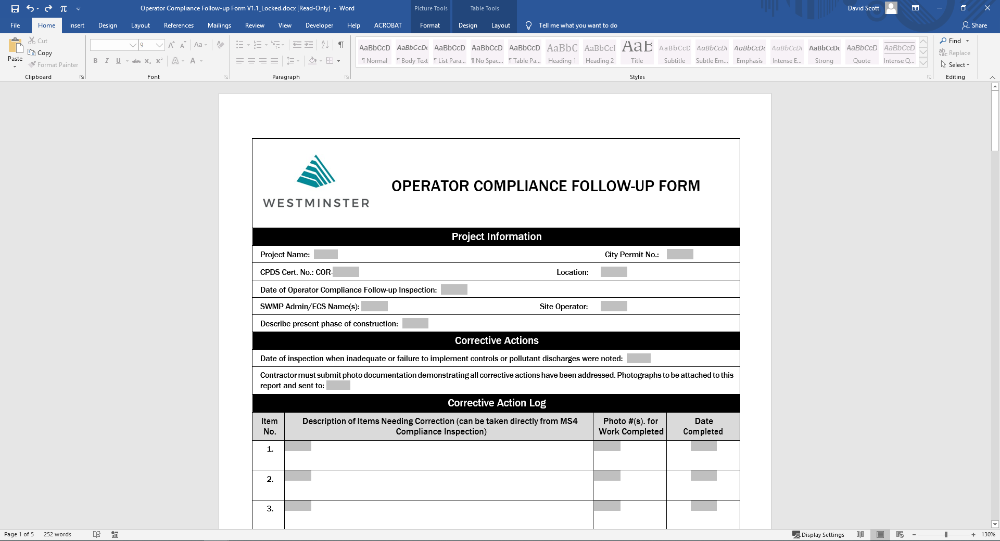 Operator Compliance Follow-up Form V1.1_Locked.docx [Read-Only] - Word
Picture Tools
Table Tools
David Scott
File Home Insert Design Layout References Mailings Review View Developer Help ACROBAT Format Design Layout Tell me what you want to do Share
Paste
Cut
Copy
Format Painter
Clipboard
9
Aa
B I U abc x₂ x² A A
Font
Paragraph
AaBbCcD AaBbCcDc AaBbCcD AaBbCcD AaBbCcD AaBbC AaBbCcl AaB AaBbCcD AaBbCcDc AaBbCcDc AaBbCcDc AaBbCcDc AaBbCcD AaBbCcD
¶ Normal ¶ Body Text ¶ List Para... ¶ No Spac... ¶ Table Pa... Heading 1 Heading 2 Title Subtitle Subtle Em... Emphasis Intense E... Strong Quote Intense Q...
Styles
Find
Replace
Select
Editing
WESTMINSTER
OPERATOR COMPLIANCE FOLLOW-UP FORM
Project Information
Project Name: City Permit No.:
CPDS Cert. No.: COR- Location:
Date of Operator Compliance Follow-up Inspection:
SWMP Admin/ECS Name(s): Site Operator:
Describe present phase of construction:
Corrective Actions
Date of inspection when inadequate or failure to implement controls or pollutant discharges were noted:
Contractor must submit photo documentation demonstrating all corrective actions have been addressed. Photographs to be attached to this
report and sent to:
Corrective Action Log
Item
No.
Description of Items Needing Correction (can be taken directly from MS4
Compliance Inspection)
Photo #(s). for
Work Completed
Date
Completed
1.
2.
3.
Page 1 of 5 252 words
Display Settings
130%